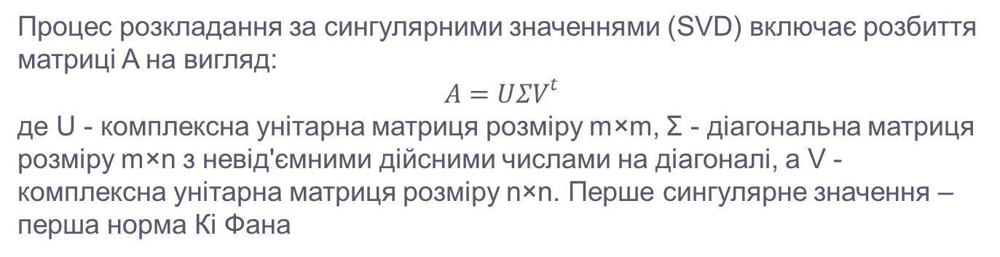 Процес розкладання за сингулярними значеннями (SVD) включає розбиття
матриці А на вигляд:
A = UΣVᵗ
де U - комплексна унітарна матриця розміру m×m, Σ - діагональна матриця
розміру m×n з невід'ємними дійсними числами на діагоналі, а V -
комплексна унітарна матриця розміру n×n. Перше сингулярне значення –
перша норма Кі Фана